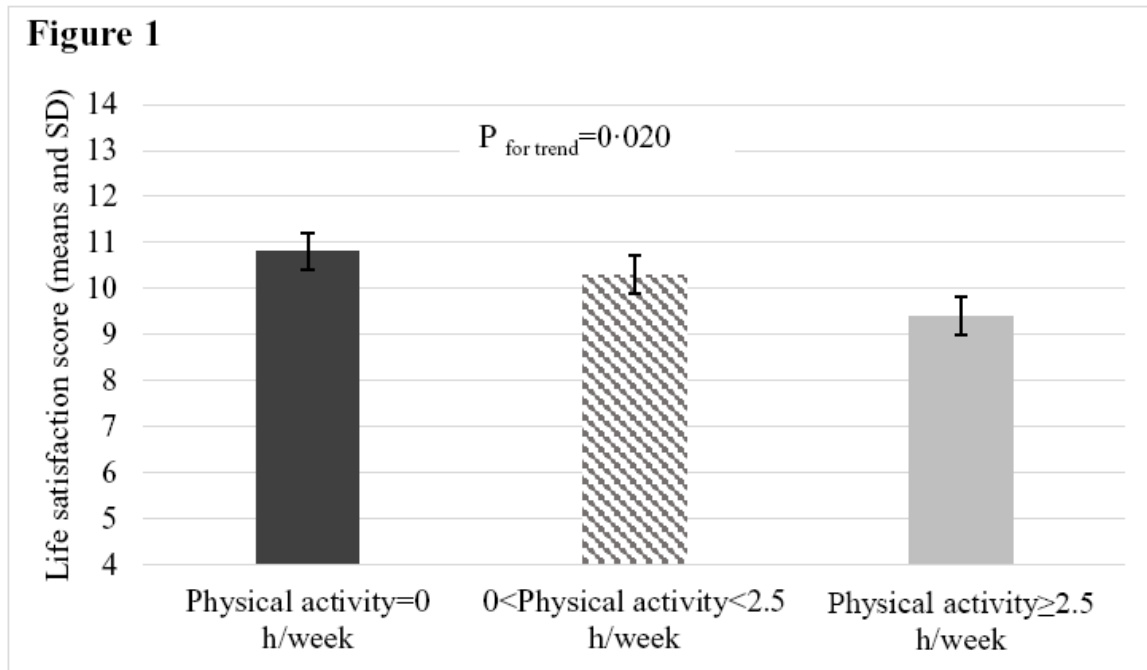 Figure 1
Life satisfaction score (means and SD)
14
13
12
11
10
9
8
7
6
5
4
P for trend=0·020
Physical activity=0
h/week
0<Physical activity<2.5
h/week
Physical activity≥2.5
h/week